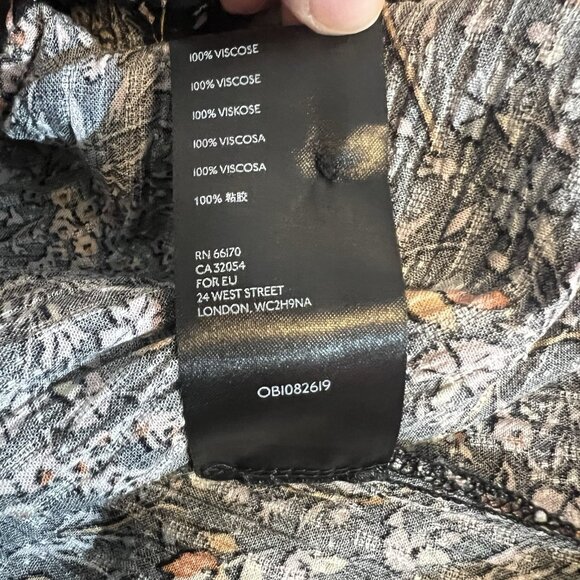 100% VISCOSE
100% VISCOSE
100% VISKOSE
100% VISCOSA
100% VISCOSA
100% 粘胶
RN 66170
CA 32054
FOR EU
24 WEST STREET
LONDON, WC2H9NA
OB1082619